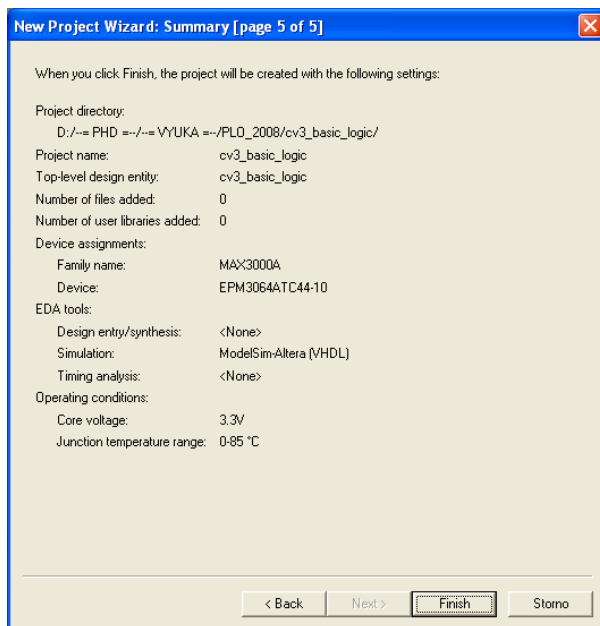 New Project Wizard: Summary [page 5 of 5]
When you click Finish, the project will be created with the following settings:
Project directory:
D:/--= PHD =--/--= VYUKA =--/PLO_2008/cv3_basic_logic/
Project name: cv3_basic_logic
Top-level design entity: cv3_basic_logic
Number of files added: 0
Number of user libraries added: 0
Device assignments:
Family name: MAX3000A
Device: EPM3064ATC44-10
EDA tools:
Design entry/synthesis: <None>
Simulation: ModelSim-Altera (VHDL)
Timing analysis: <None>
Operating conditions:
Core voltage: 3.3V
Junction temperature range: 0-85 °C
< Back Next > Finish Storno